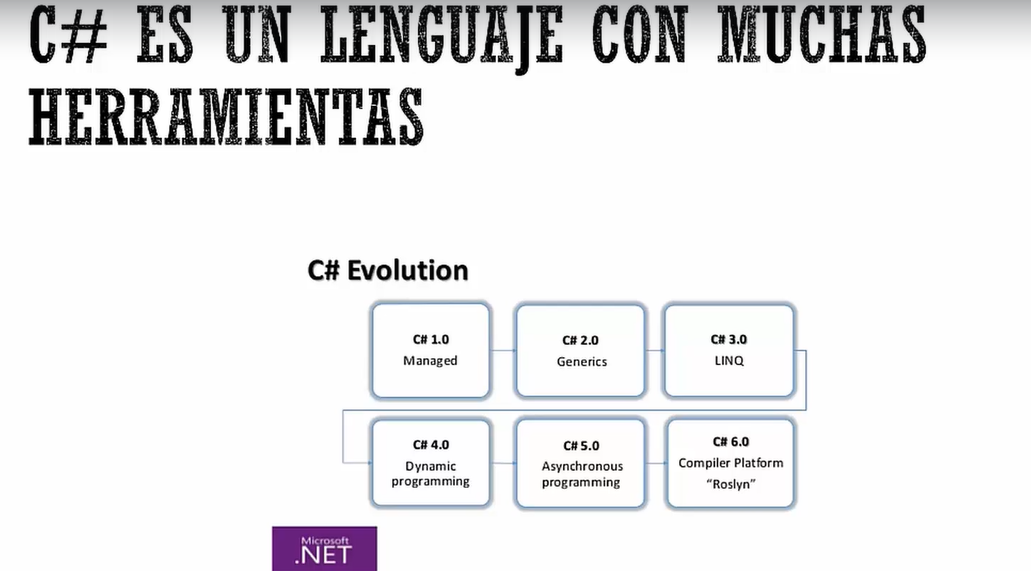 C# ES UN LENGUAJE CON MUCHAS
HERRAMIENTAS
C# Evolution
C# 1.0
Managed
C# 2.0
Generics
C# 3.0
LINQ
C# 4.0
Dynamic
programming
C# 5.0
Asynchronous
programming
C# 6.0
Compiler Platform
“Roslyn”
Microsoft
.NET